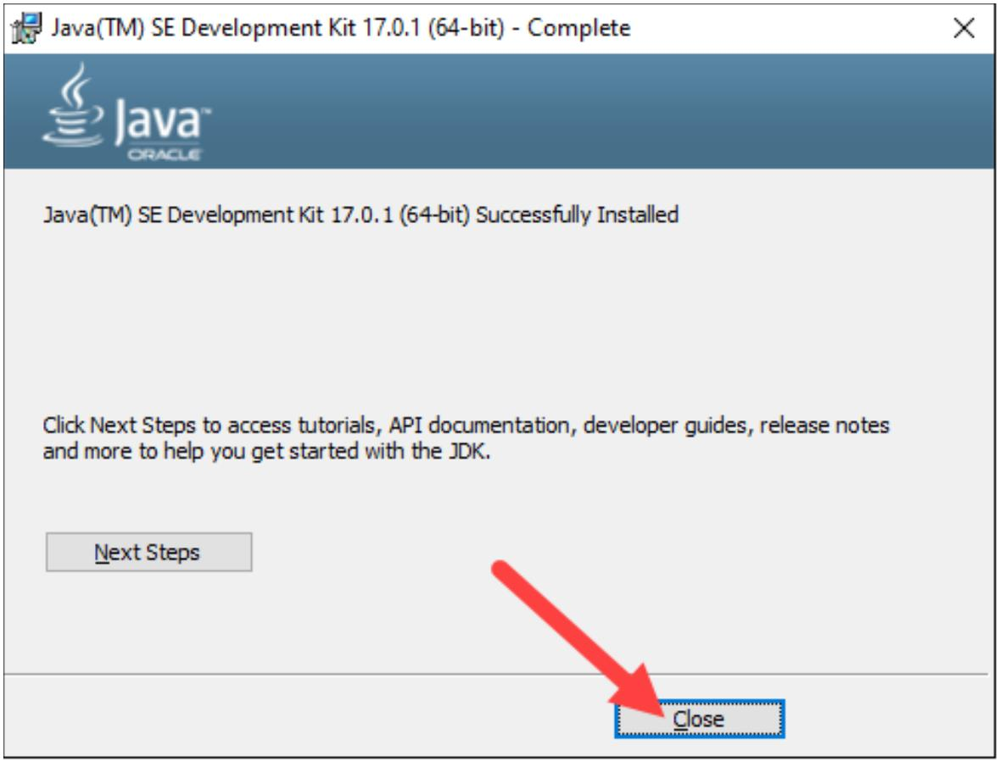 Java(TM) SE Development Kit 17.0.1 (64-bit) - Complete
Java™
ORACLE
Java(TM) SE Development Kit 17.0.1 (64-bit) Successfully Installed
Click Next Steps to access tutorials, API documentation, developer guides, release notes
and more to help you get started with the JDK.
Next Steps
Close